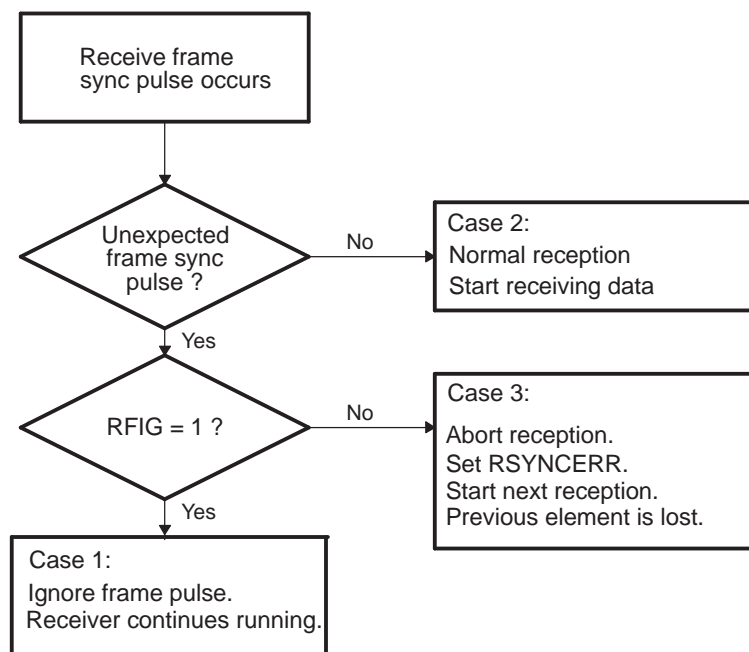 Receive frame
sync pulse occurs
Unexpected
frame sync
pulse ?
No
Case 2:
Normal reception
Start receiving data
Yes
RFIG = 1 ?
No
Case 3:
Abort reception.
Set RSYNCERR.
Start next reception.
Previous element is lost.
Yes
Case 1:
Ignore frame pulse.
Receiver continues running.